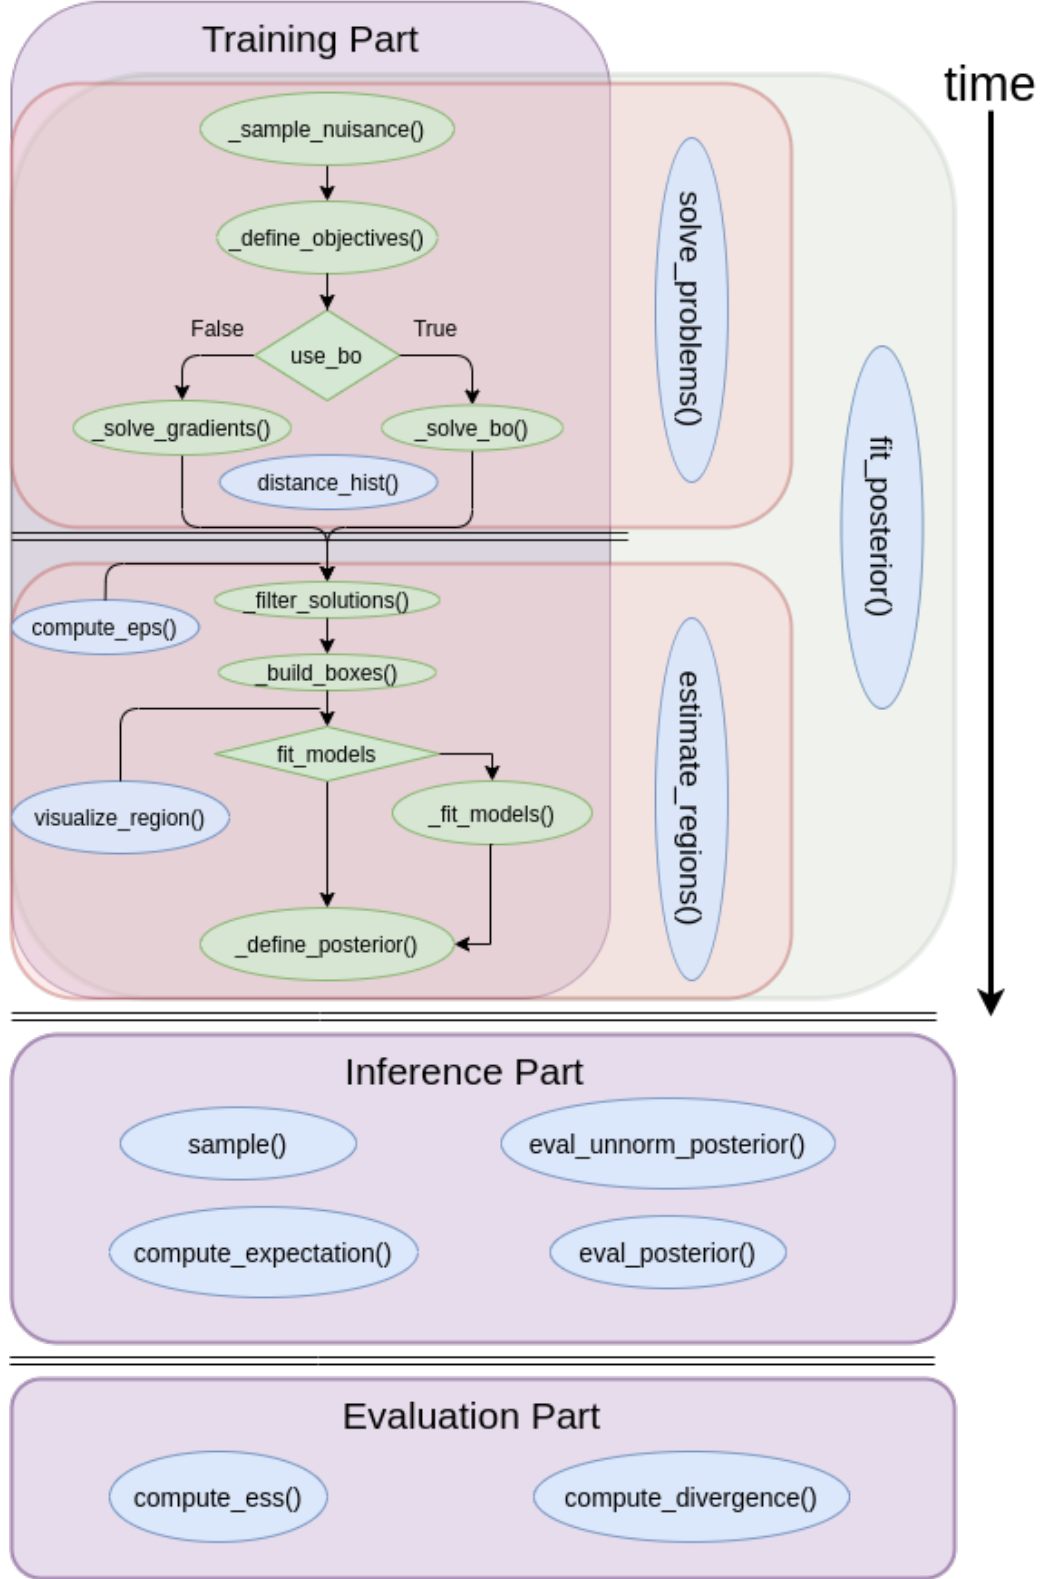 Training Part
time
_sample_nuisance()
_define_objectives()
False
True
use_bo
_solve_gradients()
_solve_bo()
distance_hist()
solve_problems()
fit_posterior()
_filter_solutions()
compute_eps()
_build_boxes()
fit_models
visualize_region()
_fit_models()
_define_posterior()
estimate_regions()
Inference Part
sample()
eval_unnorm_posterior()
compute_expectation()
eval_posterior()
Evaluation Part
compute_ess()
compute_divergence()